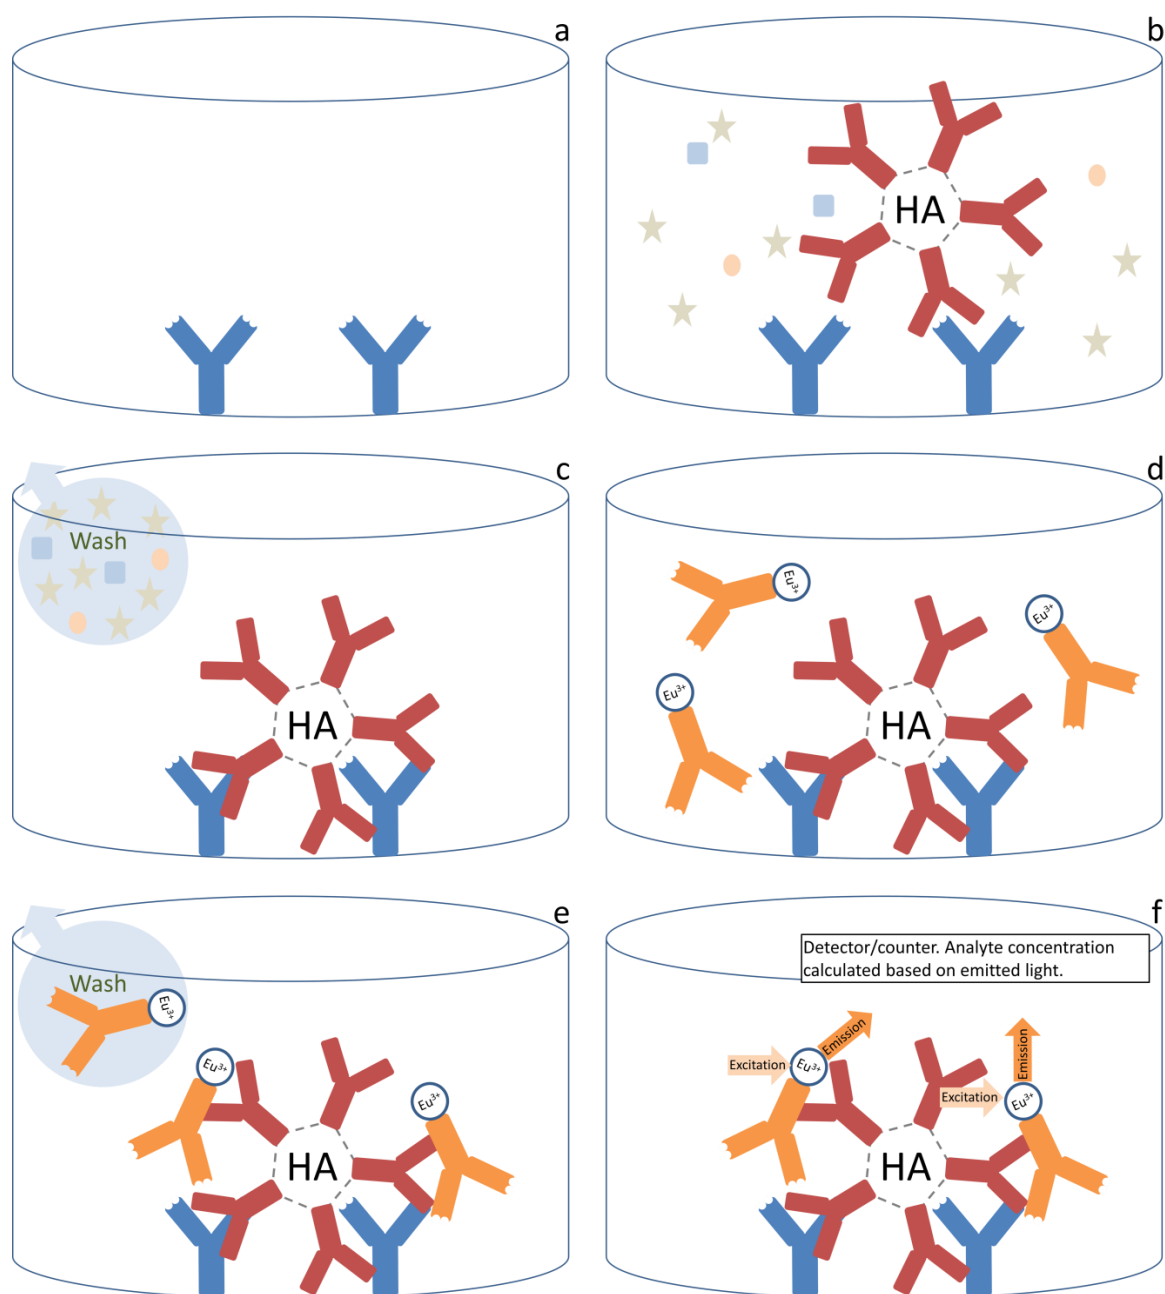 a
b
HA
c
Wash
HA
d
Eu³⁺
Eu³⁺
Eu³⁺
HA
e
Wash
Eu³⁺
Eu³⁺
Eu³⁺
HA
f
Detector/counter. Analyte concentration
calculated based on emitted light.
Emission
Excitation
Eu³⁺
Emission
Excitation
Eu³⁺
HA